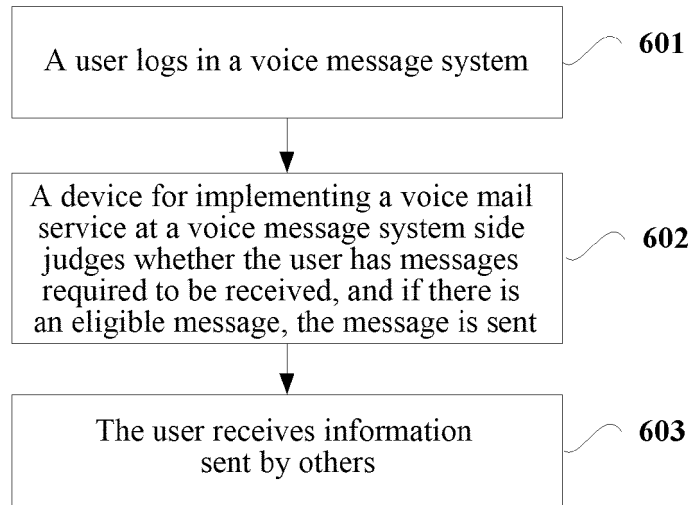 A user logs in a voice message system
601
A device for implementing a voice mail
service at a voice message system side
judges whether the user has messages
required to be received, and if there is
an eligible message, the message is sent
602
The user receives information
sent by others
603